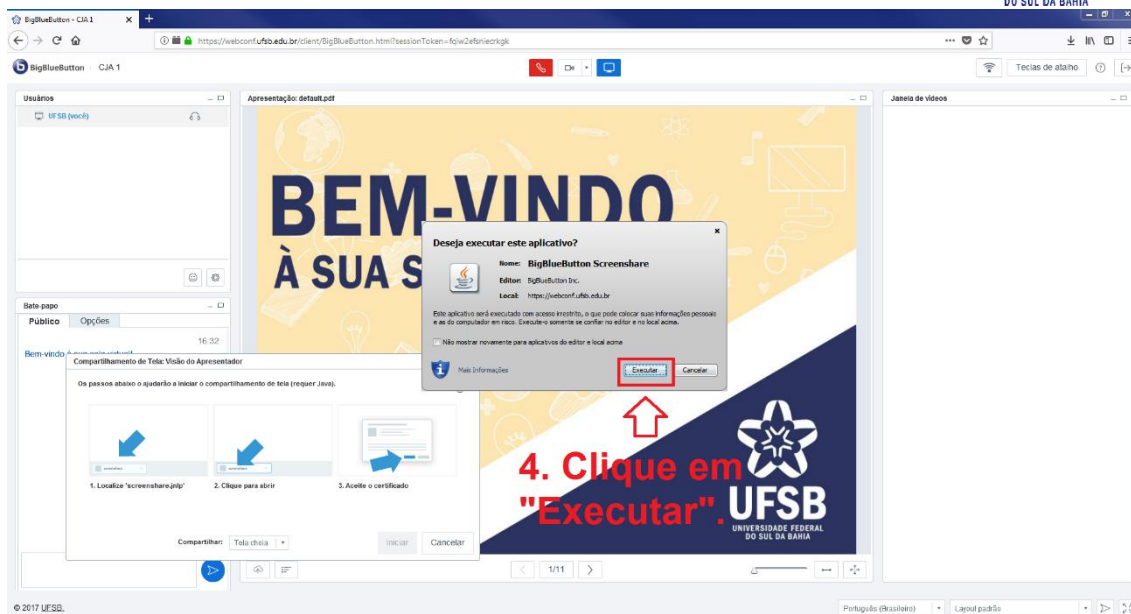 DO SUL DA BAHIA
BigBlueButton - CJA 1
https://webconf.ufsb.edu.br/client/BigBlueButton.html?sessionToken=
BigBlueButton CJA 1
Teclas de atalho
Usuários
UFSB (você)
Apresentação: default.pdf
Janela de vídeos
BEM-VINDO
À SUA S
Bate-papo
Público Opções
16:32
Bem-vindo
Deseja executar este aplicativo?
Nome: BigBlueButton Screenshare
Editor: BigBlueButton Inc.
Local: https://webconf.ufsb.edu.br
Este aplicativo será executado com acesso irrestrito, o que pode colocar suas informações pessoais
e as do computador em risco. Execute-o somente se confiar no editor e no local acima.
Não mostrar novamente para aplicativos do editor e local acima
Mais Informações
Executar Cancelar
Compartilhamento de Tela: Visão do Apresentador
Os passos abaixo o ajudarão a iniciar o compartilhamento de tela (requer Java).
1. Localize 'screenshare.jnlp' 2. Clique para abrir 3. Aceite o certificado
Compartilhar: Tela cheia
Iniciar Cancelar
4. Clique em
"Executar".
UFSB
UNIVERSIDADE FEDERAL
DO SUL DA BAHIA
1/11
© 2017 UFSB.
Português (Brasileiro) Layout padrão